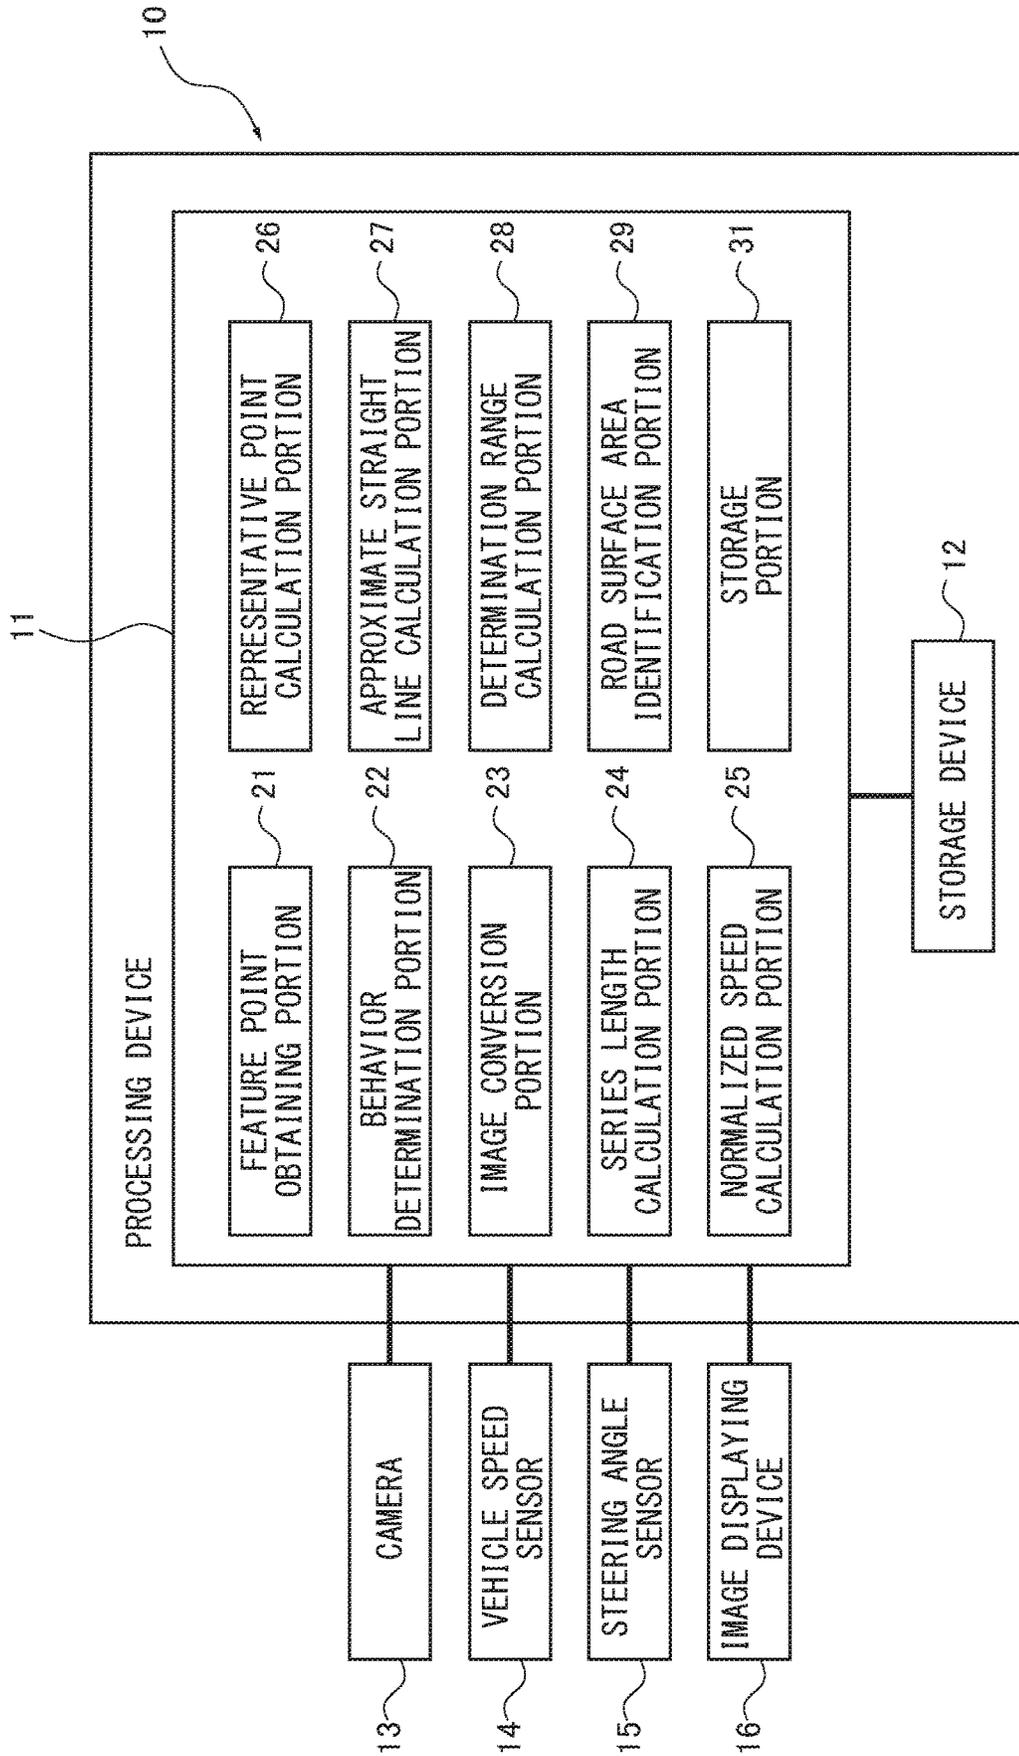 10
11
PROCESSING DEVICE
13
CAMERA
14
VEHICLE SPEED
SENSOR
15
STEERING ANGLE
SENSOR
16
IMAGE DISPLAYING
DEVICE
FEATURE POINT
OBTAINING PORTION
21
BEHAVIOR
DETERMINATION PORTION
22
IMAGE CONVERSION
PORTION
23
SERIES LENGTH
CALCULATION PORTION
24
NORMALIZED SPEED
CALCULATION PORTION
25
REPRESENTATIVE POINT
CALCULATION PORTION
26
APPROXIMATE STRAIGHT
LINE CALCULATION PORTION
27
DETERMINATION RANGE
CALCULATION PORTION
28
ROAD SURFACE AREA
IDENTIFICATION PORTION
29
STORAGE
PORTION
31
STORAGE DEVICE
12